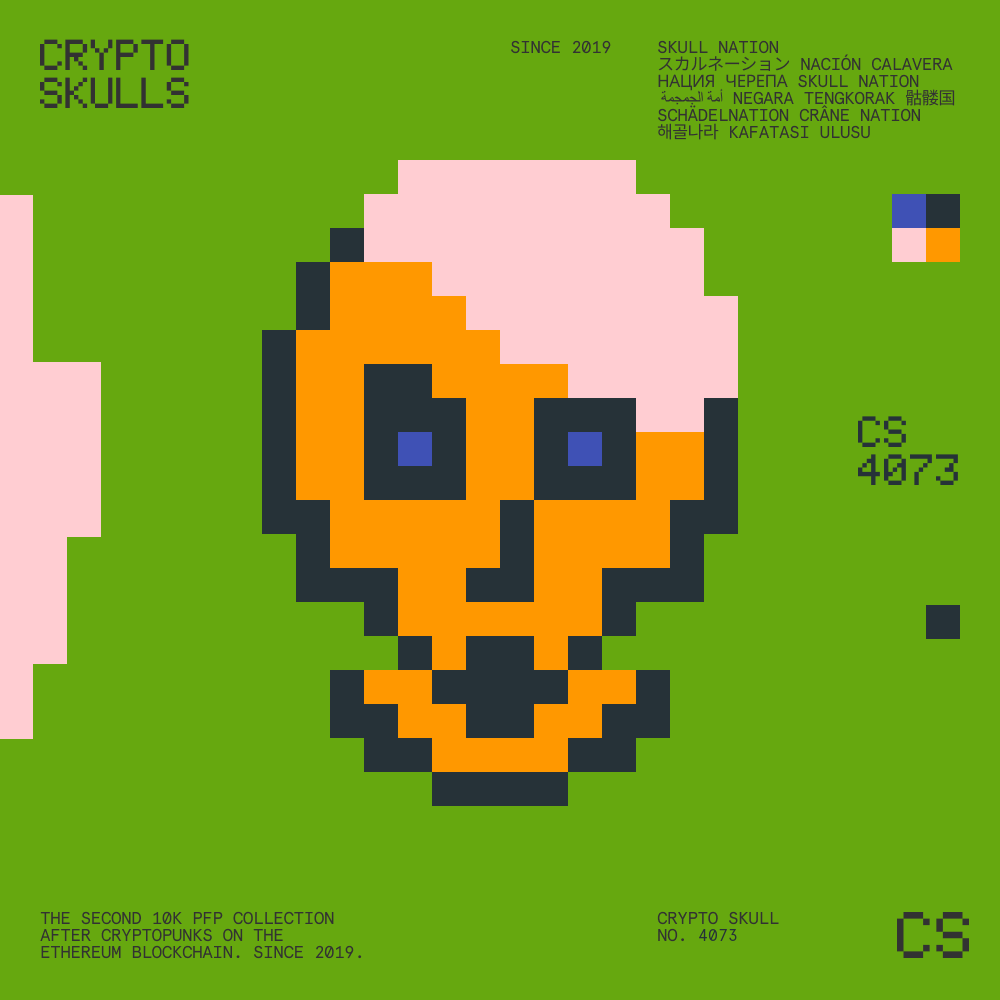 CRYPTO
SKULLS
SINCE 2019
SKULL NATION
スカルネーション NACIÓN CALAVERA
НАЦИЯ ЧЕРЕПА SKULL NATION
أمة الجمجمة NEGARA TENGKORAK 骷髅国
SCHÄDELNATION CRÂNE NATION
해골나라 KAFATASI ULUSU
CS
4073
THE SECOND 10K PFP COLLECTION
AFTER CRYPTOPUNKS ON THE
ETHEREUM BLOCKCHAIN. SINCE 2019.
CRYPTO SKULL
NO. 4073
CS